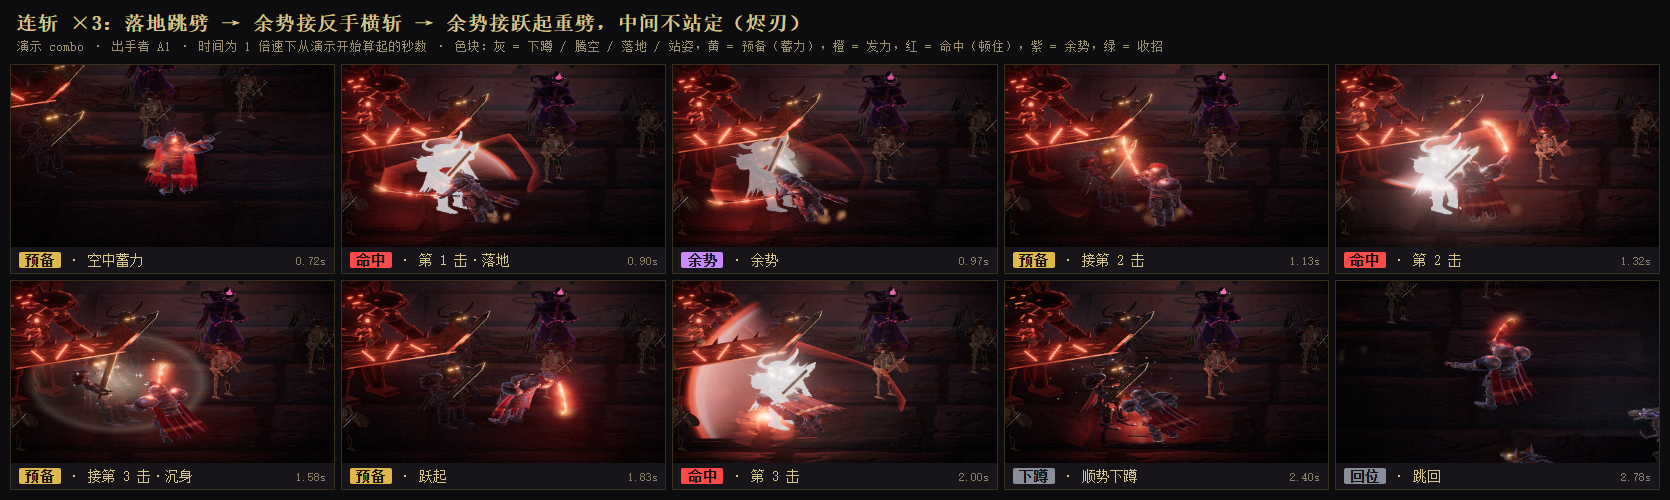 连斩 ×3：落地跳劈 → 余势接反手横斩 → 余势接跃起重劈，中间不站定（烬刃）
演示 combo · 出手者 A1 · 时间为 1 倍速下从演示开始算起的秒数 · 色块：灰 = 下蹲 / 腾空 / 落地 / 站姿，黄 = 预备（蓄力），橙 = 发力，红 = 命中（顿住），紫 = 余势，绿 = 收招
预备 · 空中蓄力 0.72s
命中 · 第 1 击·落地 0.90s
余势 · 余势 0.97s
预备 · 接第 2 击 1.13s
命中 · 第 2 击 1.32s
预备 · 接第 3 击·沉身 1.58s
预备 · 跃起 1.83s
命中 · 第 3 击 2.00s
下蹲 · 顺势下蹲 2.40s
回位 · 跳回 2.78s